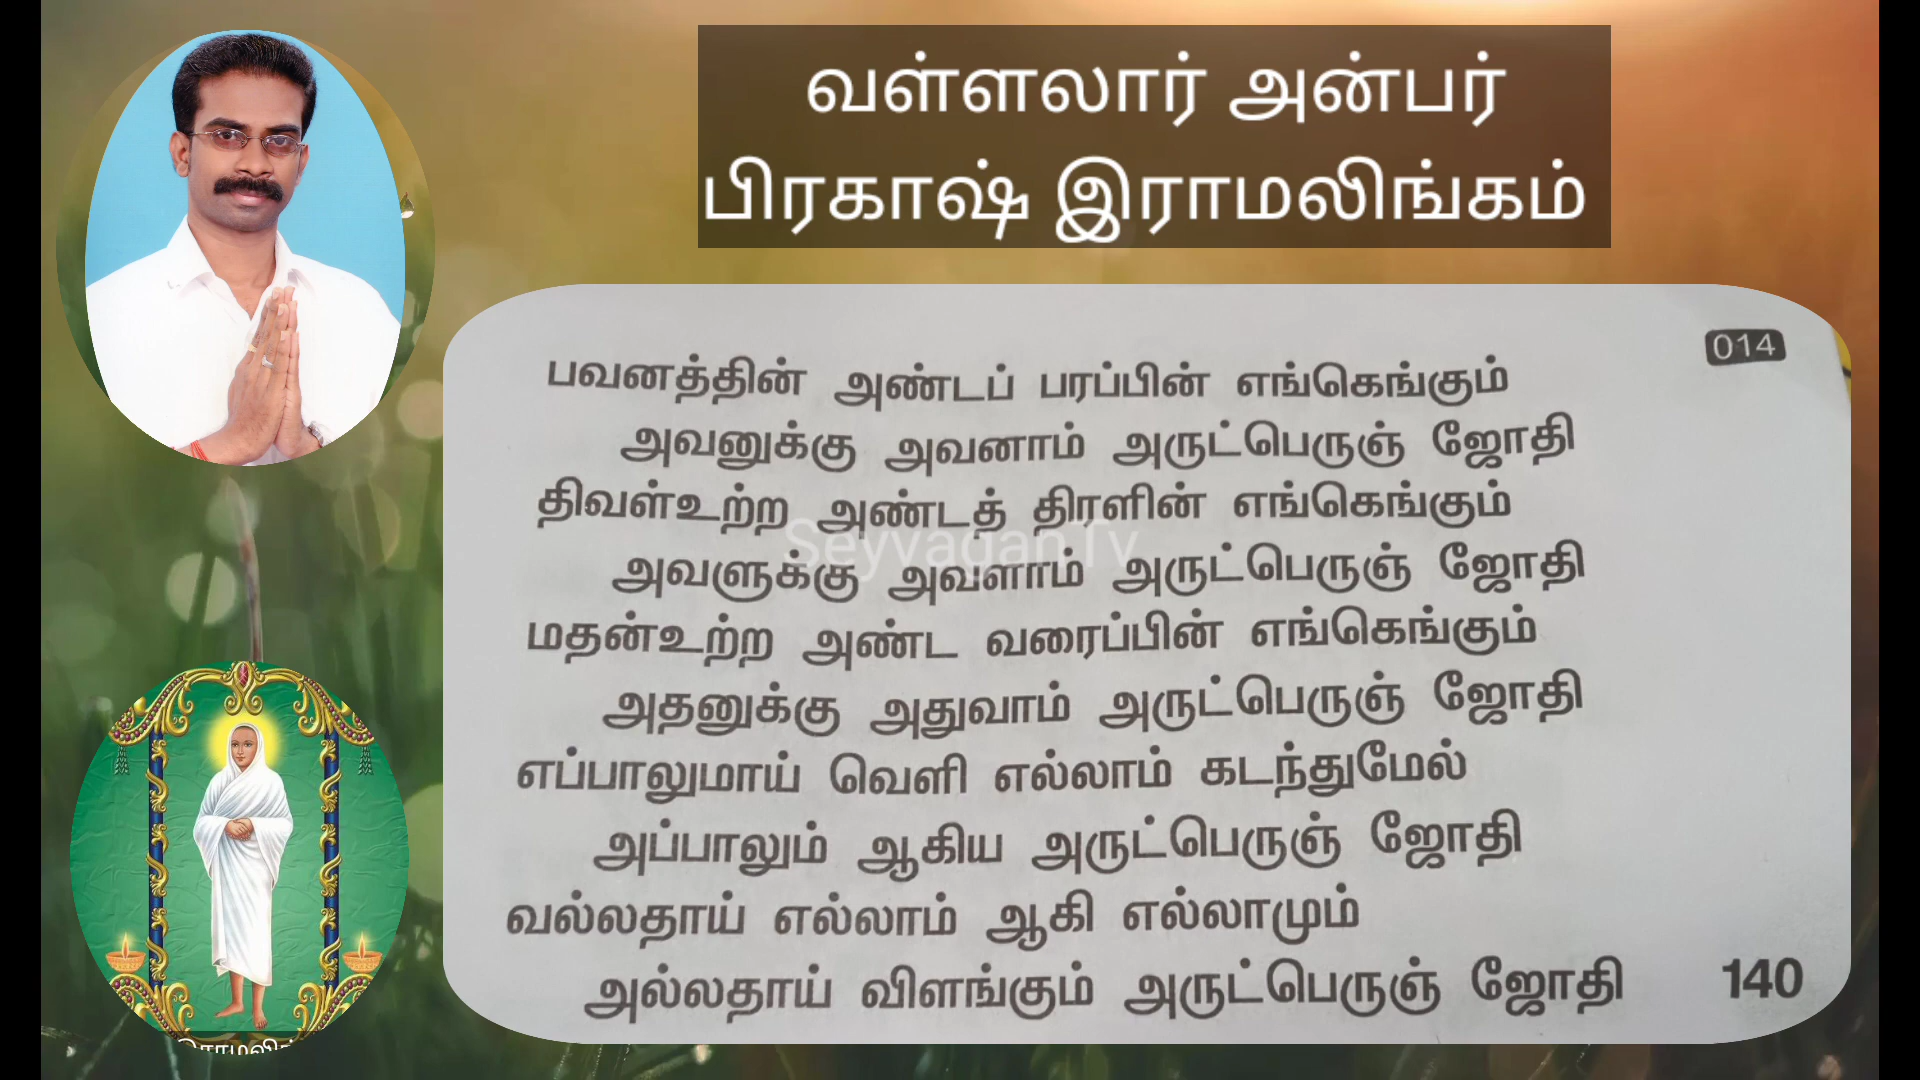 வள்ளலார் அன்பர்
பிரகாஷ் இராமலிங்கம்
014
பவனத்தின் அண்டப் பரப்பின் எங்கெங்கும்
அவனுக்கு அவனாம் அருட்பெருஞ் ஜோதி
திவள்உற்ற அண்டத் திரளின் எங்கெங்கும்
Seyvagan Tv
அவளுக்கு அவளாம் அருட்பெருஞ் ஜோதி
மதன்உற்ற அண்ட வரைப்பின் எங்கெங்கும்
அதனுக்கு அதுவாம் அருட்பெருஞ் ஜோதி
எப்பாலுமாய் வெளி எல்லாம் கடந்துமேல்
அப்பாலும் ஆகிய அருட்பெருஞ் ஜோதி
வல்லதாய் எல்லாம் ஆகி எல்லாமும்
அல்லதாய் விளங்கும் அருட்பெருஞ் ஜோதி 140